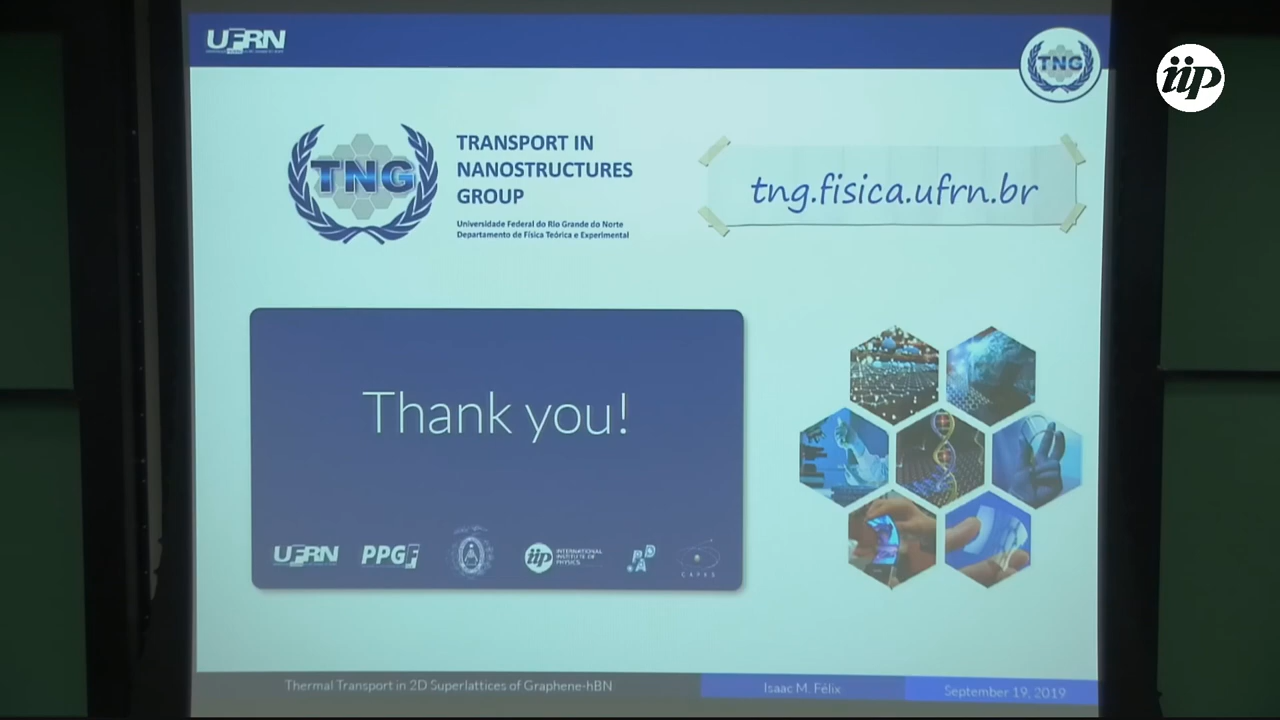 UFRN
TNG
iip
TNG
TRANSPORT IN
NANOSTRUCTURES
GROUP
Universidade Federal do Rio Grande do Norte
Departamento de Física Teórica e Experimental
tng.fisica.ufrn.br
Thank you!
UFRN
PPGF
iip
INTERNATIONAL
INSTITUTE OF
PHYSICS
CAPES
Thermal Transport in 2D Superlattices of Graphene-hBN
Isaac M. Félix
September 19, 2019